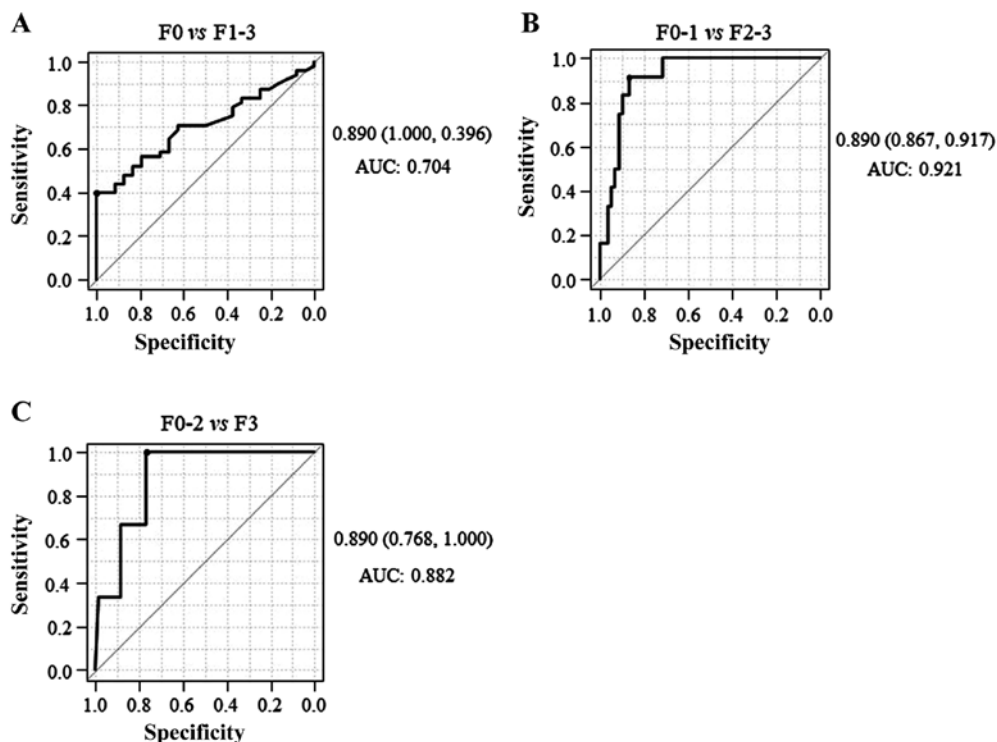 A
F0 vs F1-3
Sensitivity
1.0
0.8
0.6
0.4
0.2
0.0
1.0 0.8 0.6 0.4 0.2 0.0
Specificity
0.890 (1.000, 0.396)
AUC: 0.704
B
F0-1 vs F2-3
Sensitivity
1.0
0.8
0.6
0.4
0.2
0.0
1.0 0.8 0.6 0.4 0.2 0.0
Specificity
0.890 (0.867, 0.917)
AUC: 0.921
C
F0-2 vs F3
Sensitivity
1.0
0.8
0.6
0.4
0.2
0.0
1.0 0.8 0.6 0.4 0.2 0.0
Specificity
0.890 (0.768, 1.000)
AUC: 0.882